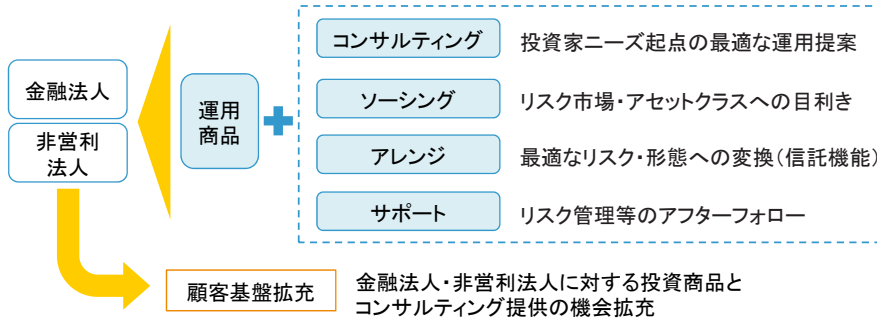 金融法人
非営利
法人
運用
商品
コンサルティング 投資家ニーズ起点の最適な運用提案
ソーシング リスク市場・アセットクラスへの目利き
アレンジ 最適なリスク・形態への変換(信託機能)
サポート リスク管理等のアフターフォロー
顧客基盤拡充
金融法人・非営利法人に対する投資商品と
コンサルティング提供の機会拡充